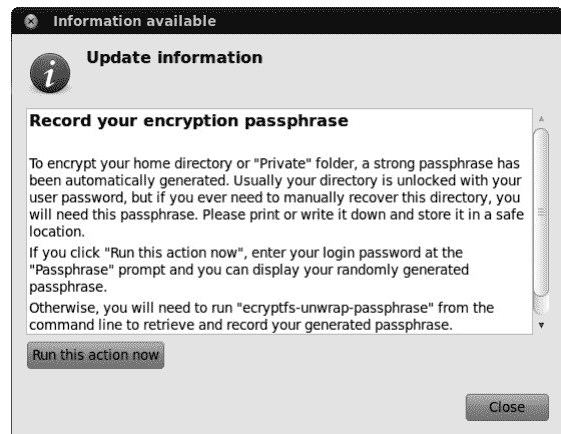 Information available
Update information
Record your encryption passphrase
To encrypt your home directory or "Private" folder, a strong passphrase has
been automatically generated. Usually your directory is unlocked with your
user password, but if you ever need to manually recover this directory, you
will need this passphrase. Please print or write it down and store it in a safe
location.
If you click "Run this action now", enter your login password at the
"Passphrase" prompt and you can display your randomly generated
passphrase.
Otherwise, you will need to run "ecryptfs-unwrap-passphrase" from the
command line to retrieve and record your generated passphrase.
Run this action now
Close